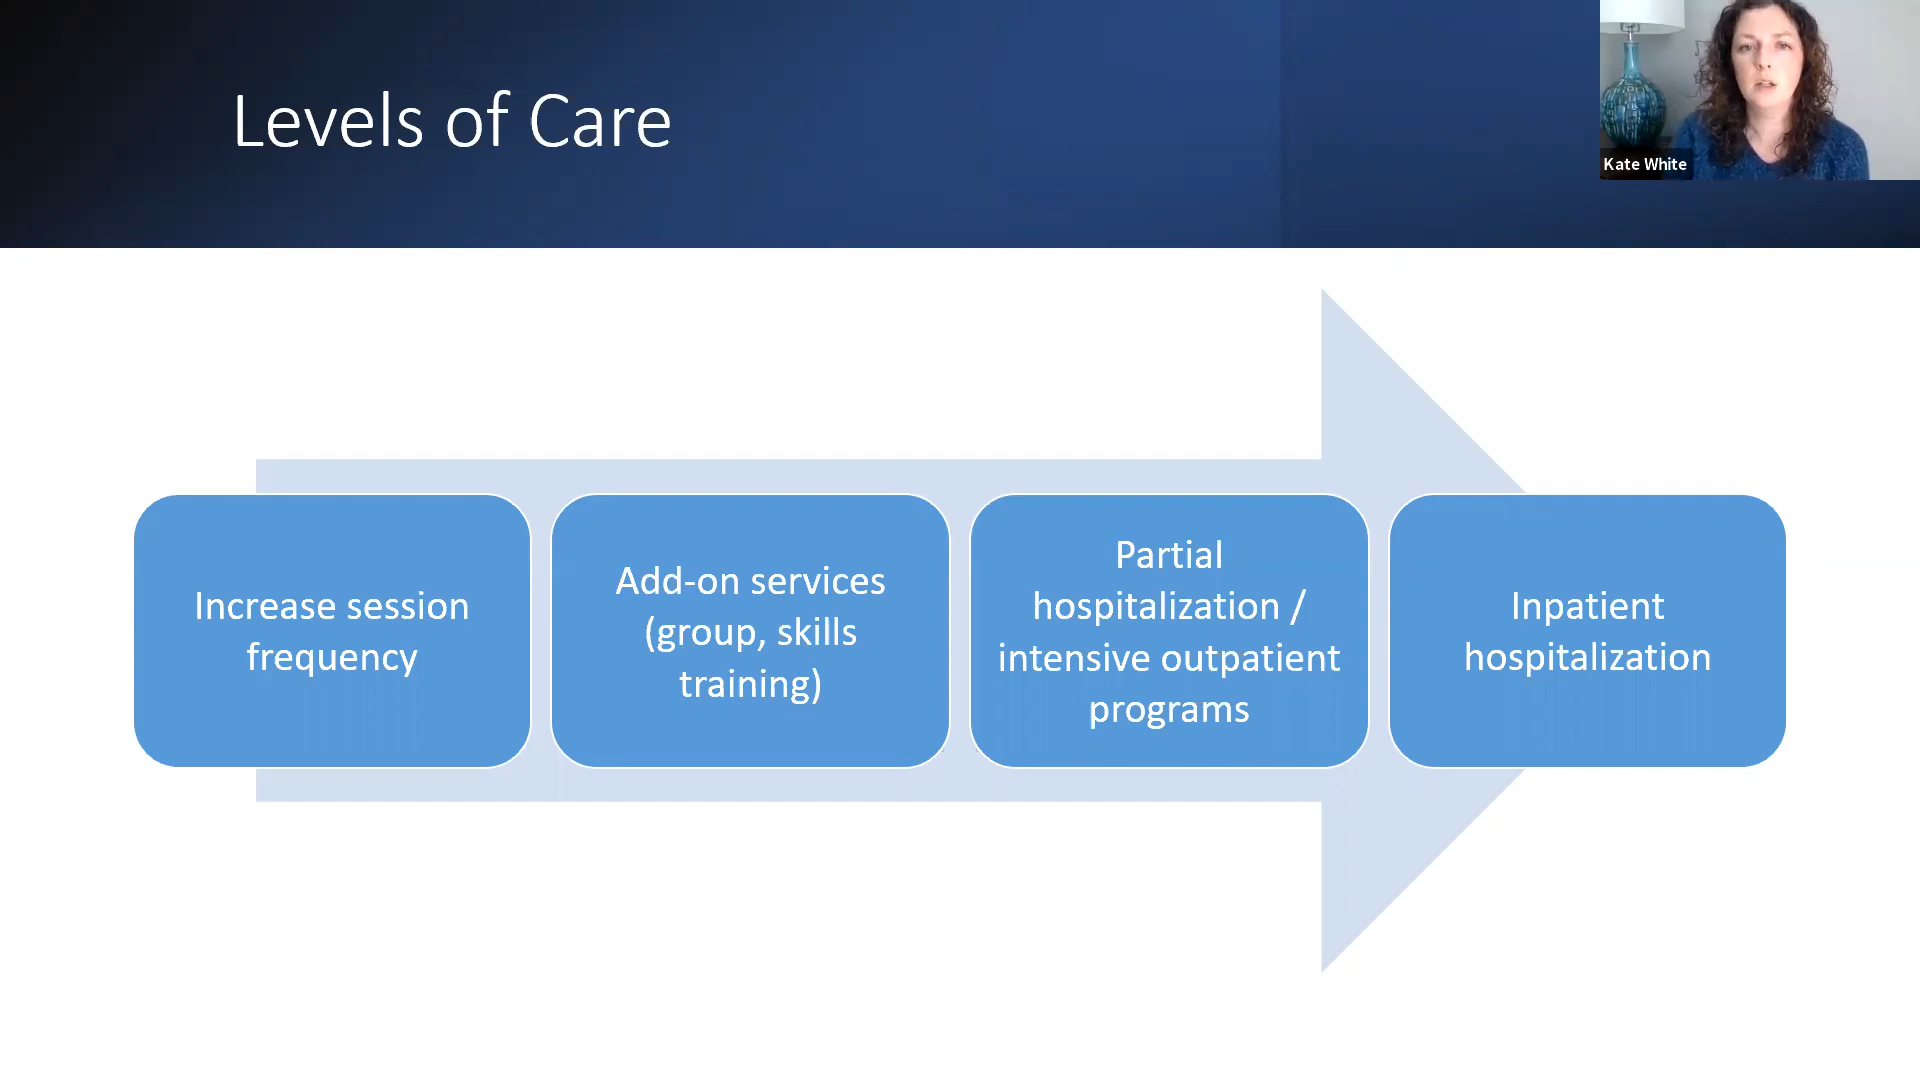 Levels of Care
Kate White
Increase session
frequency
Add-on services
(group, skills
training)
Partial
hospitalization /
intensive outpatient
programs
Inpatient
hospitalization